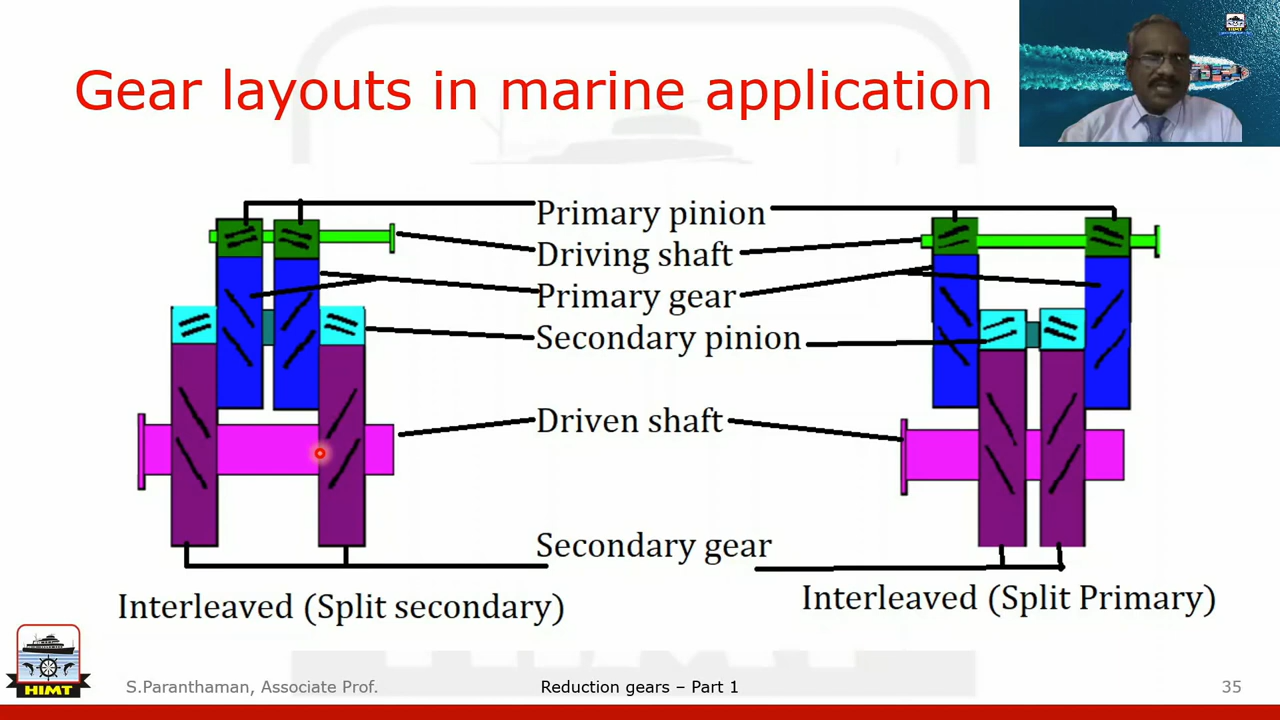 Gear layouts in marine application
HIMT
Primary pinion
Driving shaft
Primary gear
Secondary pinion
Driven shaft
Secondary gear
Interleaved (Split secondary)
Interleaved (Split Primary)
HIMT
S.Paranthaman, Associate Prof.
Reduction gears – Part 1
35